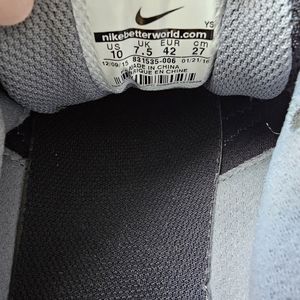 YS
nikebetterworld.com
US UK EUR cm
10 7.5 42 27
12/09/15 831535-006 01/21/16
MADE IN CHINA
FABRIQUE EN CHINE